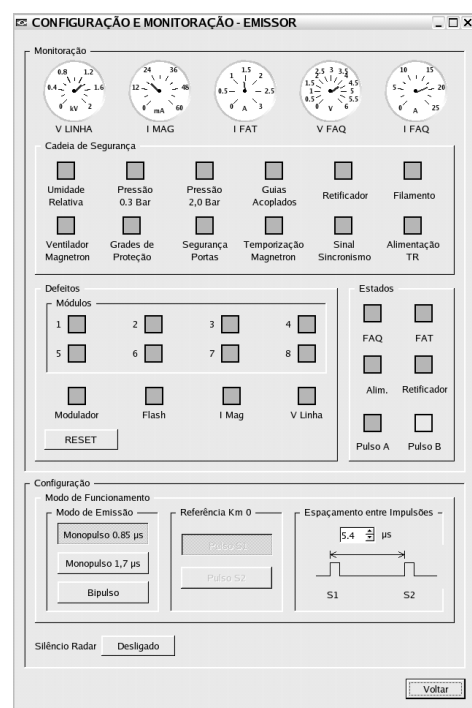 CONFIGURAÇÃO E MONITORAÇÃO - EMISSOR
Monitoração
0 0.4 0.8 1.2 1.6 2 kV
0 12 24 36 48 60 mA
0 0.5 1 1.5 2 2.5 3 A
0 0.5 1 1.5 2.5 3 3.5 4.5 5 5.5 6 V
0 5 10 15 20 25 A
V LINHA I MAG I FAT V FAQ I FAQ
Cadeia de Segurança
Umidade Pressão Pressão Guias
Relativa 0.3 Bar 2,0 Bar Acoplados Retificador Filamento
Ventilador Grades de Segurança Temporização Sinal Alimentação
Magnetron Proteção Portas Magnetron Sincronismo TR
Defeitos
Módulos
1 2 3 4
5 6 7 8
Modulador Flash I Mag V Linha
RESET
Estados
FAQ FAT
Alim. Retificador
Pulso A Pulso B
Configuração
Modo de Funcionamento
Modo de Emissão
Monopulso 0.85 µs
Monopulso 1,7 µs
Bipulso
Referência Km 0
Pulso S1
Pulso S2
Espaçamento entre Impulsões
5.4 µs
S1 S2
Silêncio Radar Desligado
Voltar